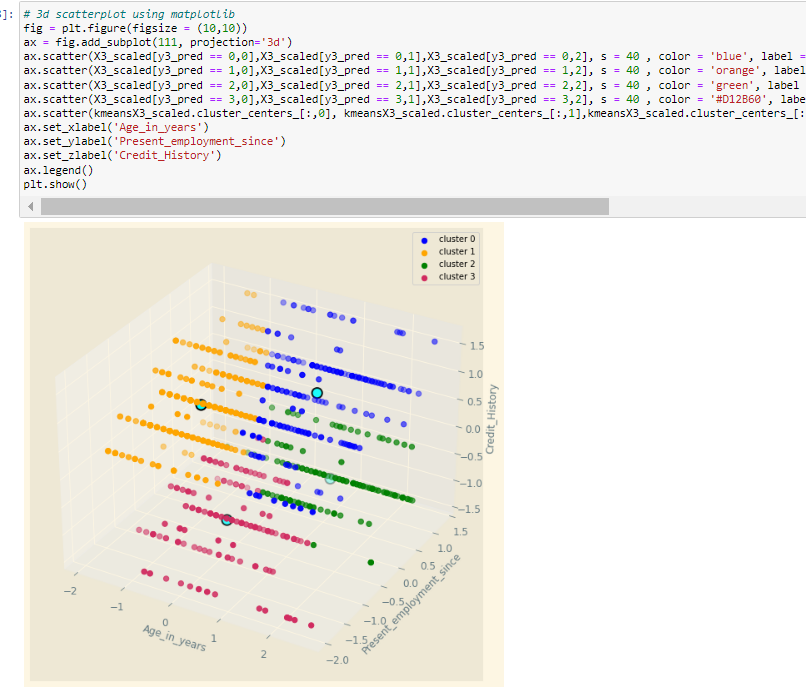 ]:
# 3d scatterplot using matplotlib
fig = plt.figure(figsize = (10,10))
ax = fig.add_subplot(111, projection='3d')
ax.scatter(X3_scaled[y3_pred == 0,0],X3_scaled[y3_pred == 0,1],X3_scaled[y3_pred == 0,2], s = 40 , color = 'blue', label =
ax.scatter(X3_scaled[y3_pred == 1,0],X3_scaled[y3_pred == 1,1],X3_scaled[y3_pred == 1,2], s = 40 , color = 'orange', label
ax.scatter(X3_scaled[y3_pred == 2,0],X3_scaled[y3_pred == 2,1],X3_scaled[y3_pred == 2,2], s = 40 , color = 'green', label
ax.scatter(X3_scaled[y3_pred == 3,0],X3_scaled[y3_pred == 3,1],X3_scaled[y3_pred == 3,2], s = 40 , color = '#D12B60', label
ax.scatter(kmeansX3_scaled.cluster_centers_[:,0], kmeansX3_scaled.cluster_centers_[:,1],kmeansX3_scaled.cluster_centers_[:
ax.set_xlabel('Age_in_years')
ax.set_ylabel('Present_employment_since')
ax.set_zlabel('Credit_History')
ax.legend()
plt.show()
cluster 0
cluster 1
cluster 2
cluster 3
1.5
1.0
0.5
0.0
−0.5
−1.0
−1.5
Credit_History
1.5
1.0
0.5
0.0
−0.5
−1.0
−1.5
−2.0
Present_employment_since
−2
−1
0
1
2
Age_in_years